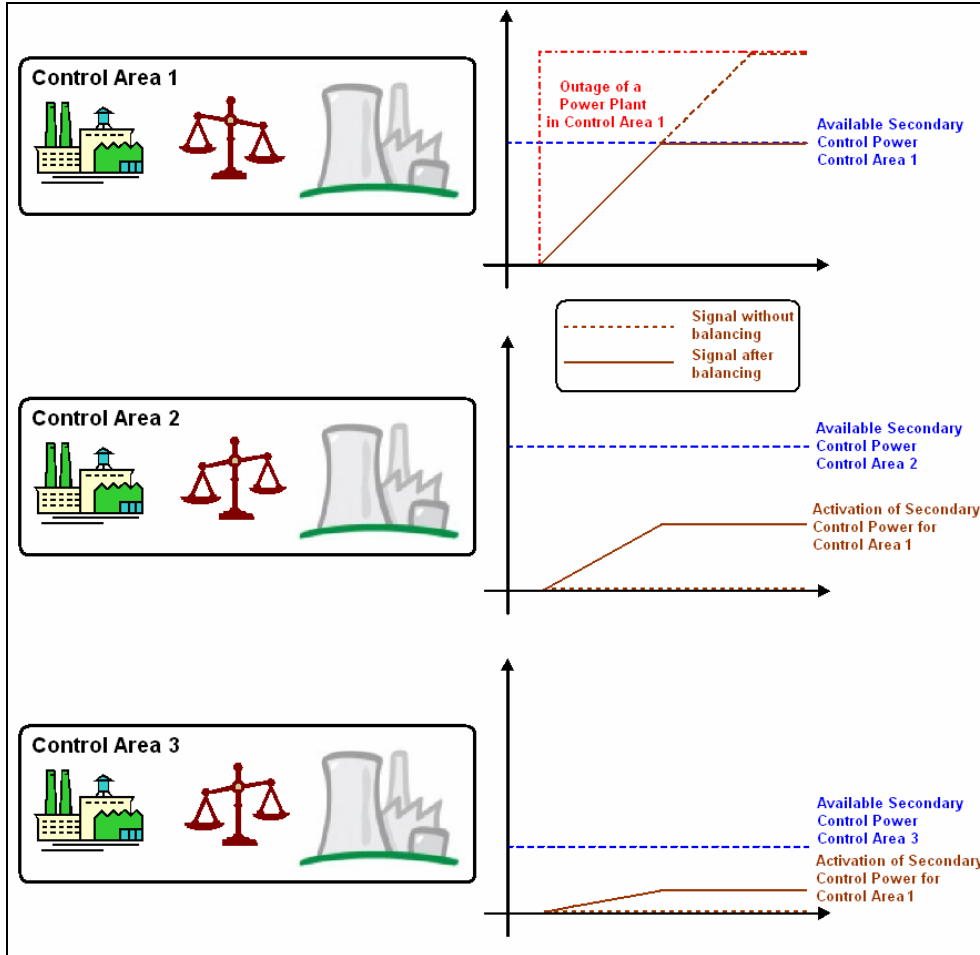 Control Area 1
Outage of a
Power Plant
in Control Area 1
Available Secondary
Control Power
Control Area 1
Signal without
balancing
Signal after
balancing
Control Area 2
Available Secondary
Control Power
Control Area 2
Activation of Secondary
Control Power for
Control Area 1
Control Area 3
Available Secondary
Control Power
Control Area 3
Activation of Secondary
Control Power for
Control Area 1